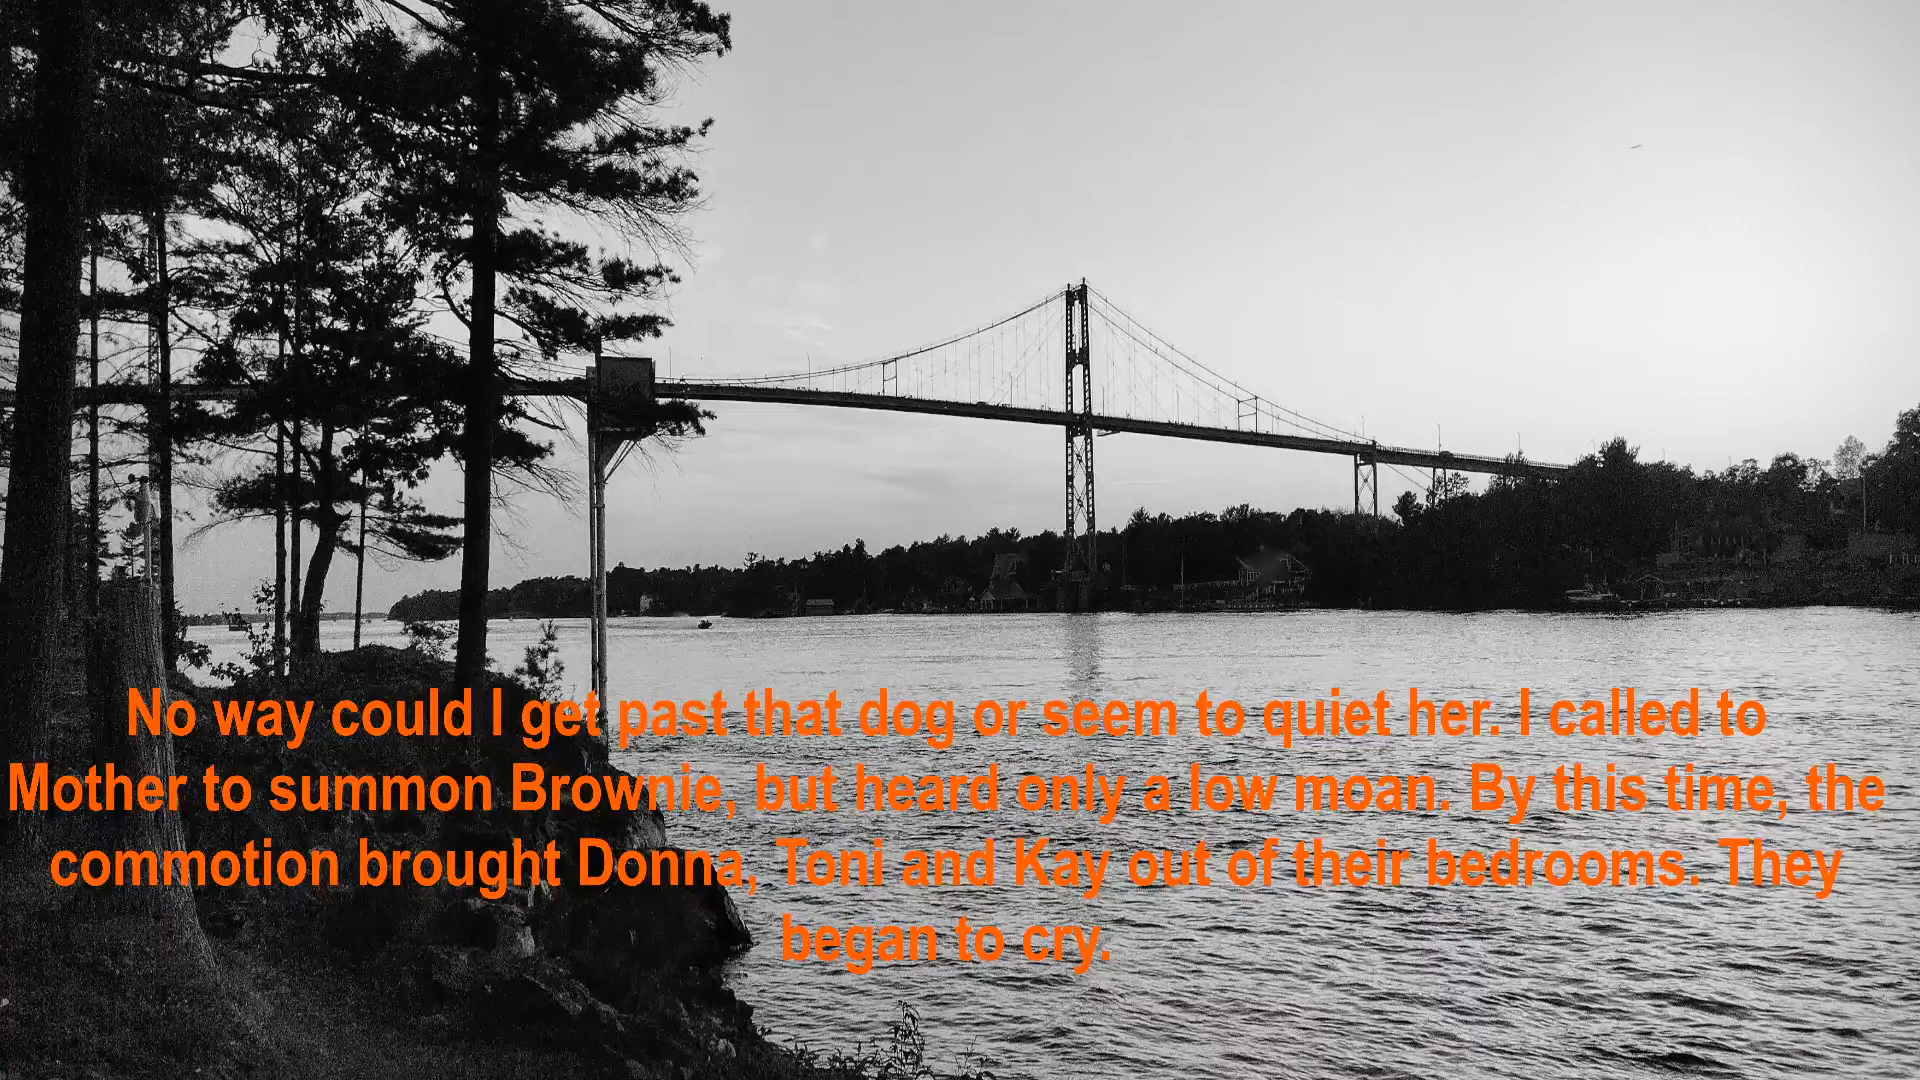 No way could I get past that dog or seem to quiet her. I called to
Mother to summon Brownie, but heard only a low moan. By this time, the
commotion brought Donna, Toni and Kay out of their bedrooms. They
began to cry.